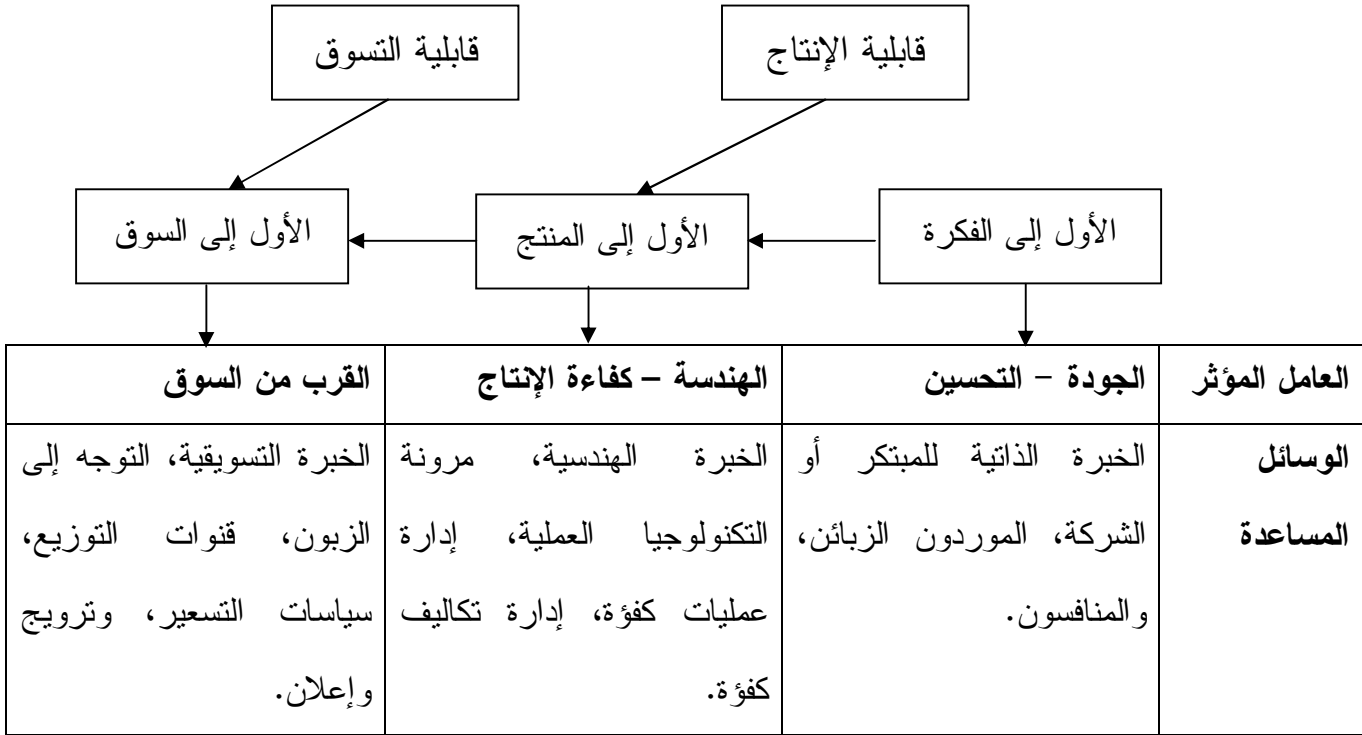 قابلية الإنتاج
قابلية التسوق
الأول إلى الفكرة
الأول إلى المنتج
الأول إلى السوق
العامل المؤثر
الجودة – التحسين
الهندسة – كفاءة الإنتاج
القرب من السوق
الوسائل
المساعدة
الخبرة الذاتية للمبتكر أو
الشركة، الموردون الزبائن،
والمنافسون.
الخبرة الهندسية، مرونة
التكنولوجيا العملية، إدارة
عمليات كفؤة، إدارة تكاليف
كفؤة.
الخبرة التسويقية، التوجه إلى
الزبون، قنوات التوزيع،
سياسات التسعير، وترويج
وإعلان.